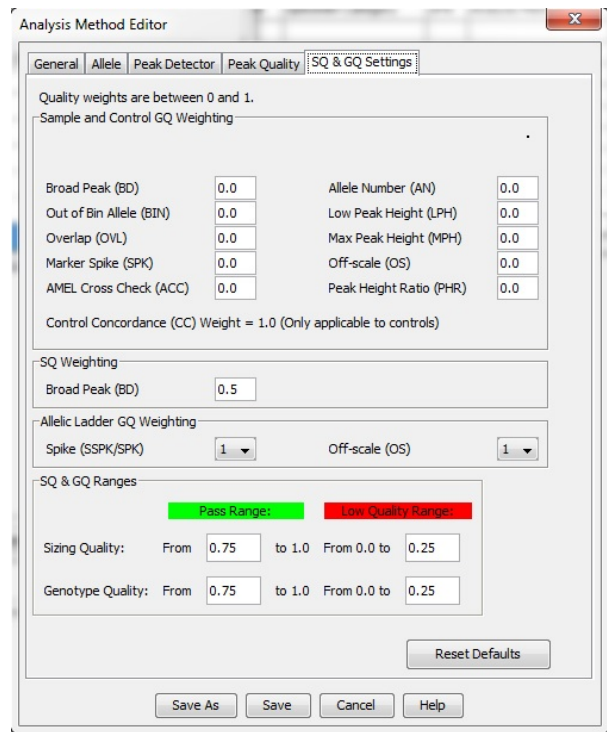 Analysis Method Editor
X
General Allele Peak Detector Peak Quality SQ & GQ Settings
Quality weights are between 0 and 1.
Sample and Control GQ Weighting
Broad Peak (BD) 0.0 Allele Number (AN) 0.0
Out of Bin Allele (BIN) 0.0 Low Peak Height (LPH) 0.0
Overlap (OVL) 0.0 Max Peak Height (MPH) 0.0
Marker Spike (SPK) 0.0 Off-scale (OS) 0.0
AMEL Cross Check (ACC) 0.0 Peak Height Ratio (PHR) 0.0
Control Concordance (CC) Weight = 1.0 (Only applicable to controls)
SQ Weighting
Broad Peak (BD) 0.5
Allelic Ladder GQ Weighting
Spike (SSPK/SPK) 1 Off-scale (OS) 1
SQ & GQ Ranges
Pass Range: Low Quality Range:
Sizing Quality: From 0.75 to 1.0 From 0.0 to 0.25
Genotype Quality: From 0.75 to 1.0 From 0.0 to 0.25
Reset Defaults
Save As Save Cancel Help